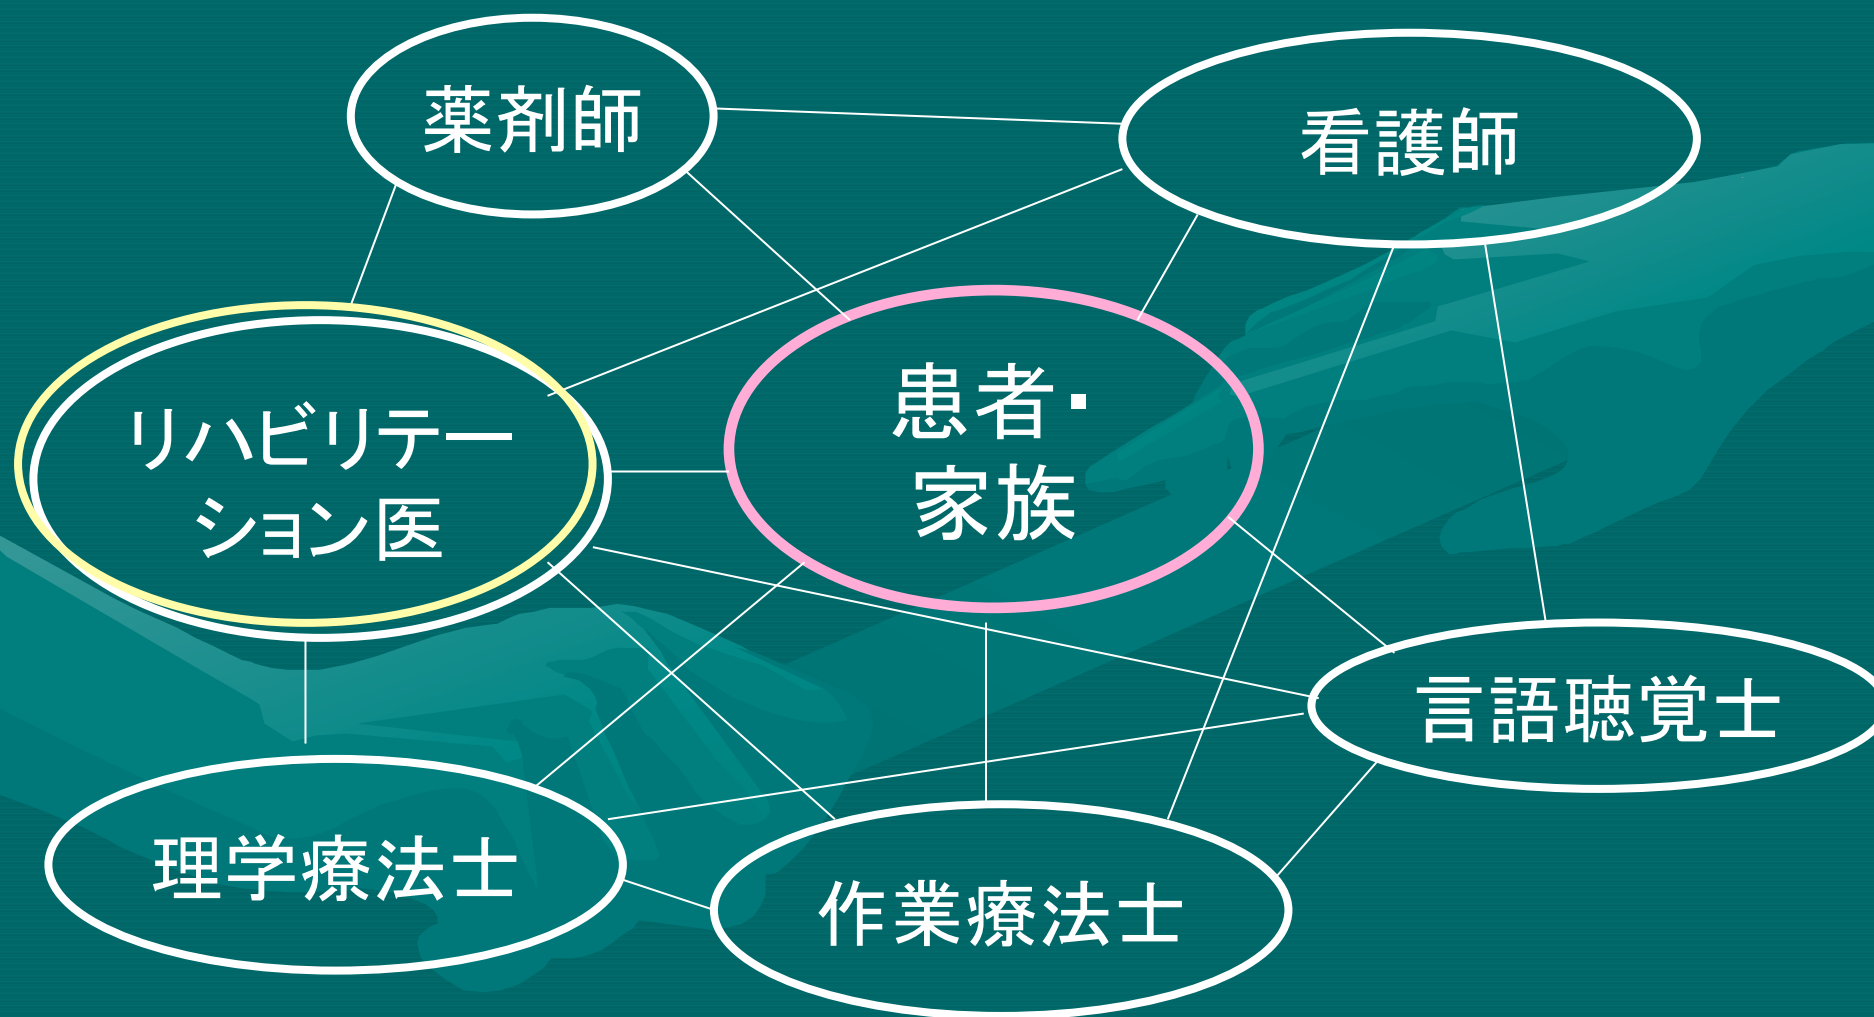 薬剤師
看護師
リハビリテー
ション医
患者・
家族
言語聴覚士
理学療法士
作業療法士